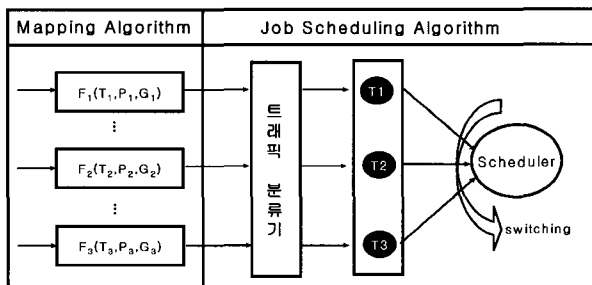 Mapping Algorithm
Job Scheduling Algorithm
F₁(T₁,P₁,G₁)
⋮
F₂(T₂,P₂,G₂)
⋮
F₃(T₃,P₃,G₃)
트래픽 분류기
T1
T2
T3
Scheduler
switching